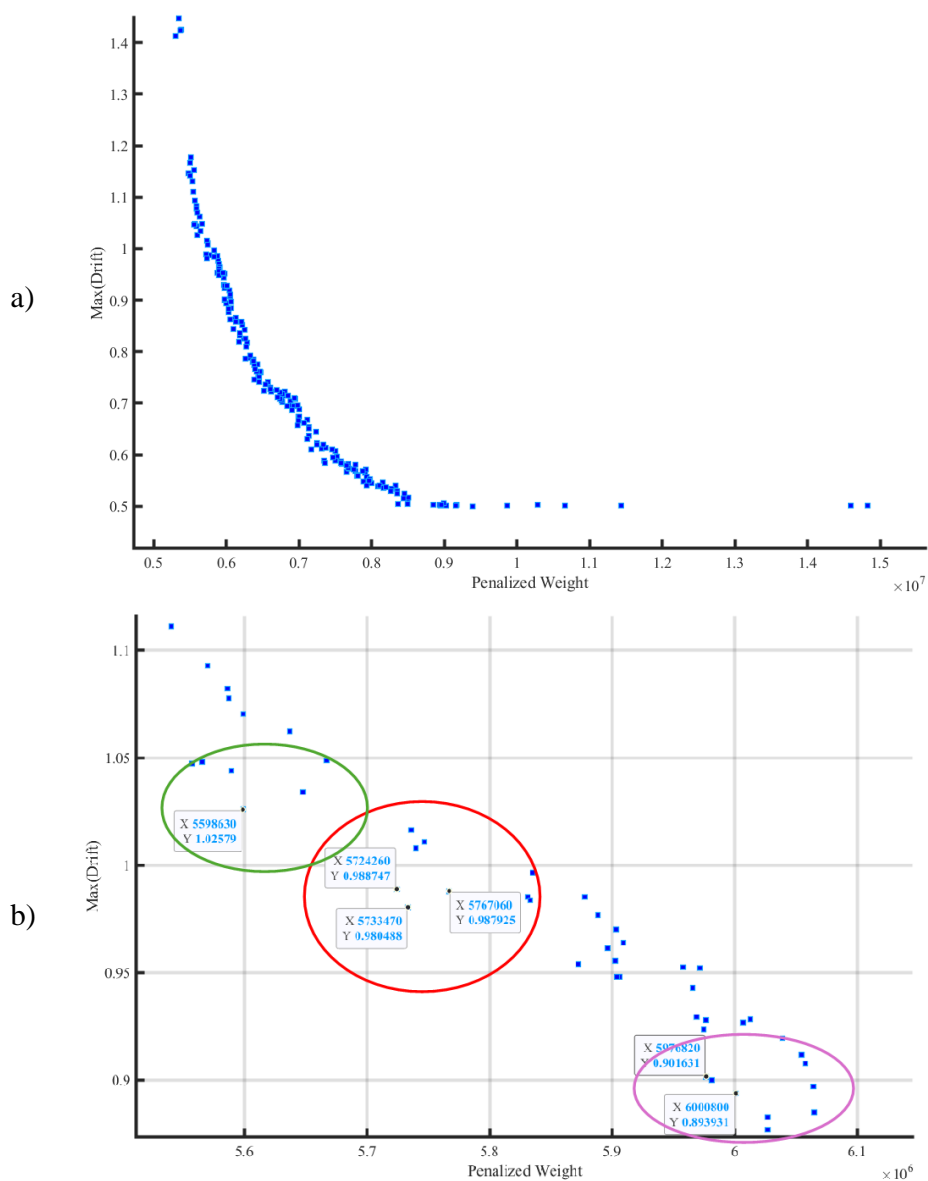 a)
Max(Drift)
1.4
1.3
1.2
1.1
1
0.9
0.8
0.7
0.6
0.5
0.5 0.6 0.7 0.8 0.9 1 1.1 1.2 1.3 1.4 1.5
Penalized Weight
×10⁷
b)
Max(Drift)
1.1
1.05
1
0.95
0.9
X 5598630
Y 1.02579
X 5724260
Y 0.988747
X 5733470
Y 0.980488
X 5767060
Y 0.987925
X 5976820
Y 0.901631
X 6000800
Y 0.893931
5.6 5.7 5.8 5.9 6 6.1
Penalized Weight
×10⁶